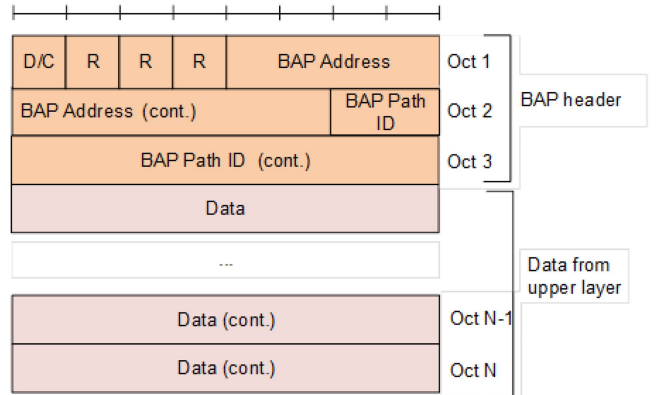 D/C R R R BAP Address Oct 1
BAP Address (cont.) BAP Path ID Oct 2
BAP Path ID (cont.) Oct 3
BAP header
Data
...
Data from
upper layer
Data (cont.) Oct N-1
Data (cont.) Oct N